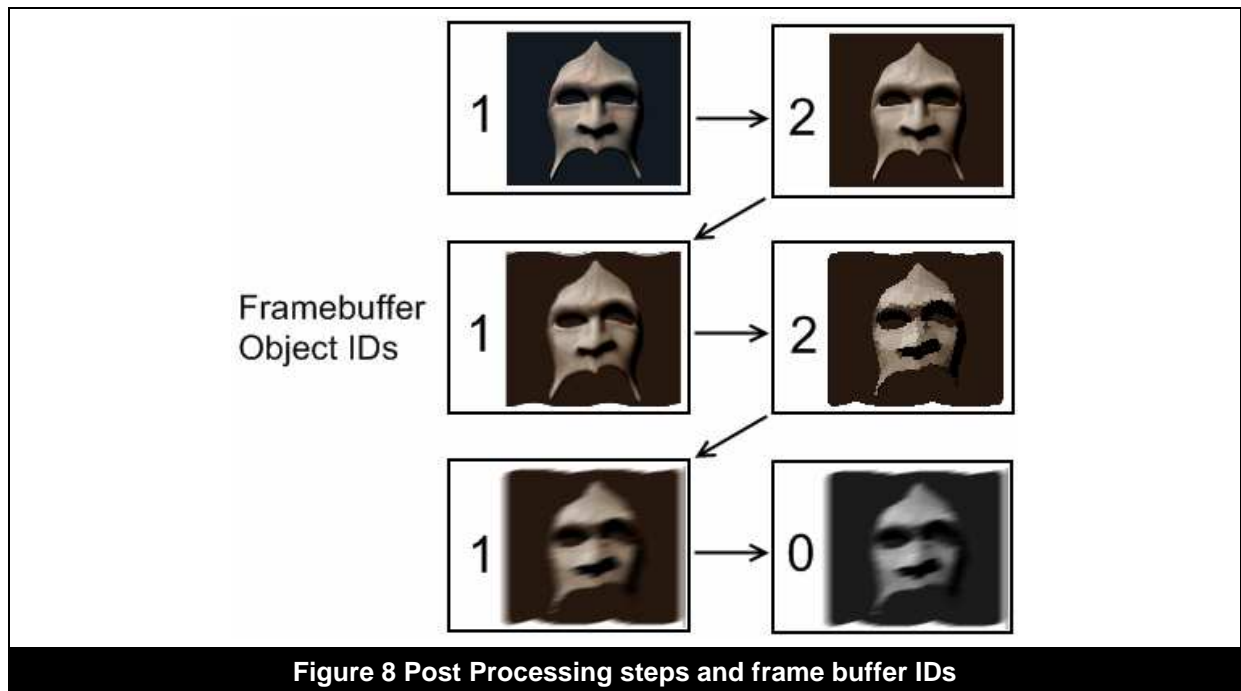 1
2
Framebuffer
Object IDs
1
2
1
0
Figure 8 Post Processing steps and frame buffer IDs